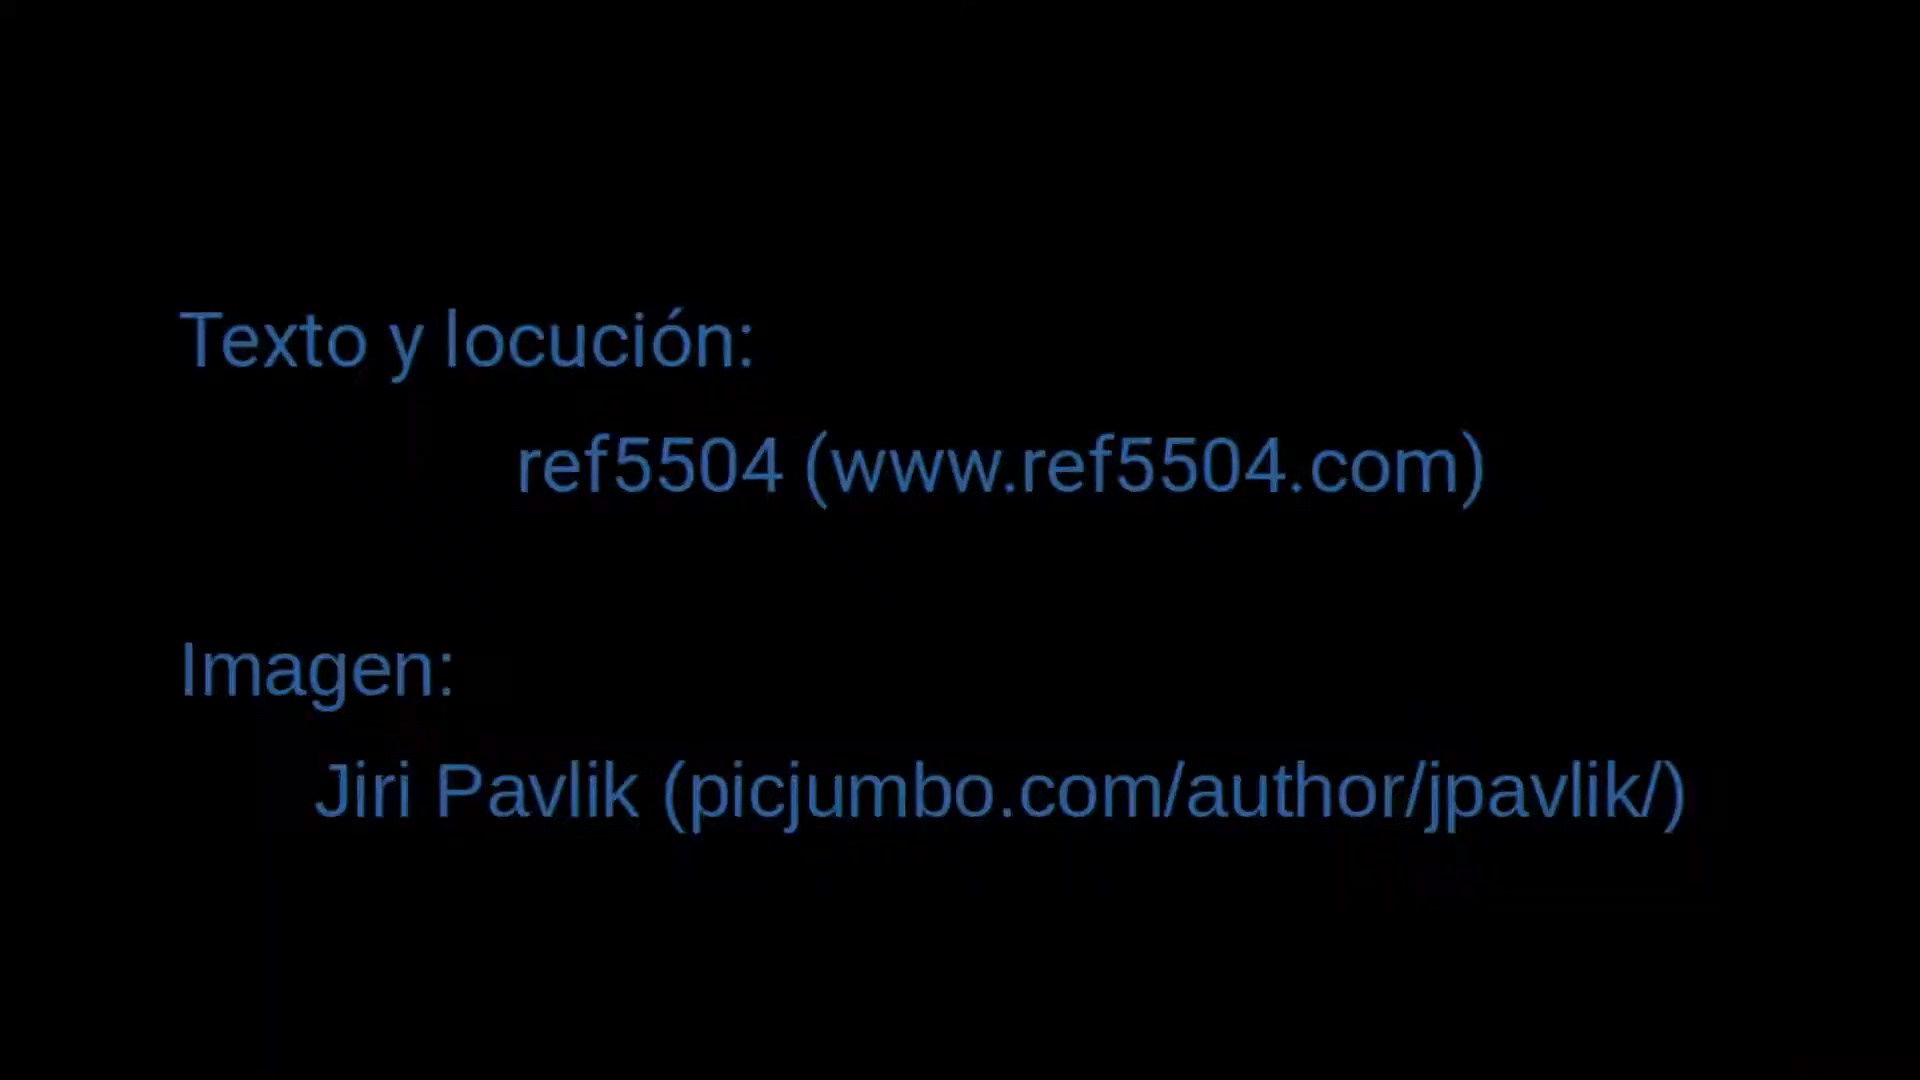 Texto y locución:
ref5504 (www.ref5504.com)
Imagen:
Jiri Pavlik (picjumbo.com/author/jpavlik/)